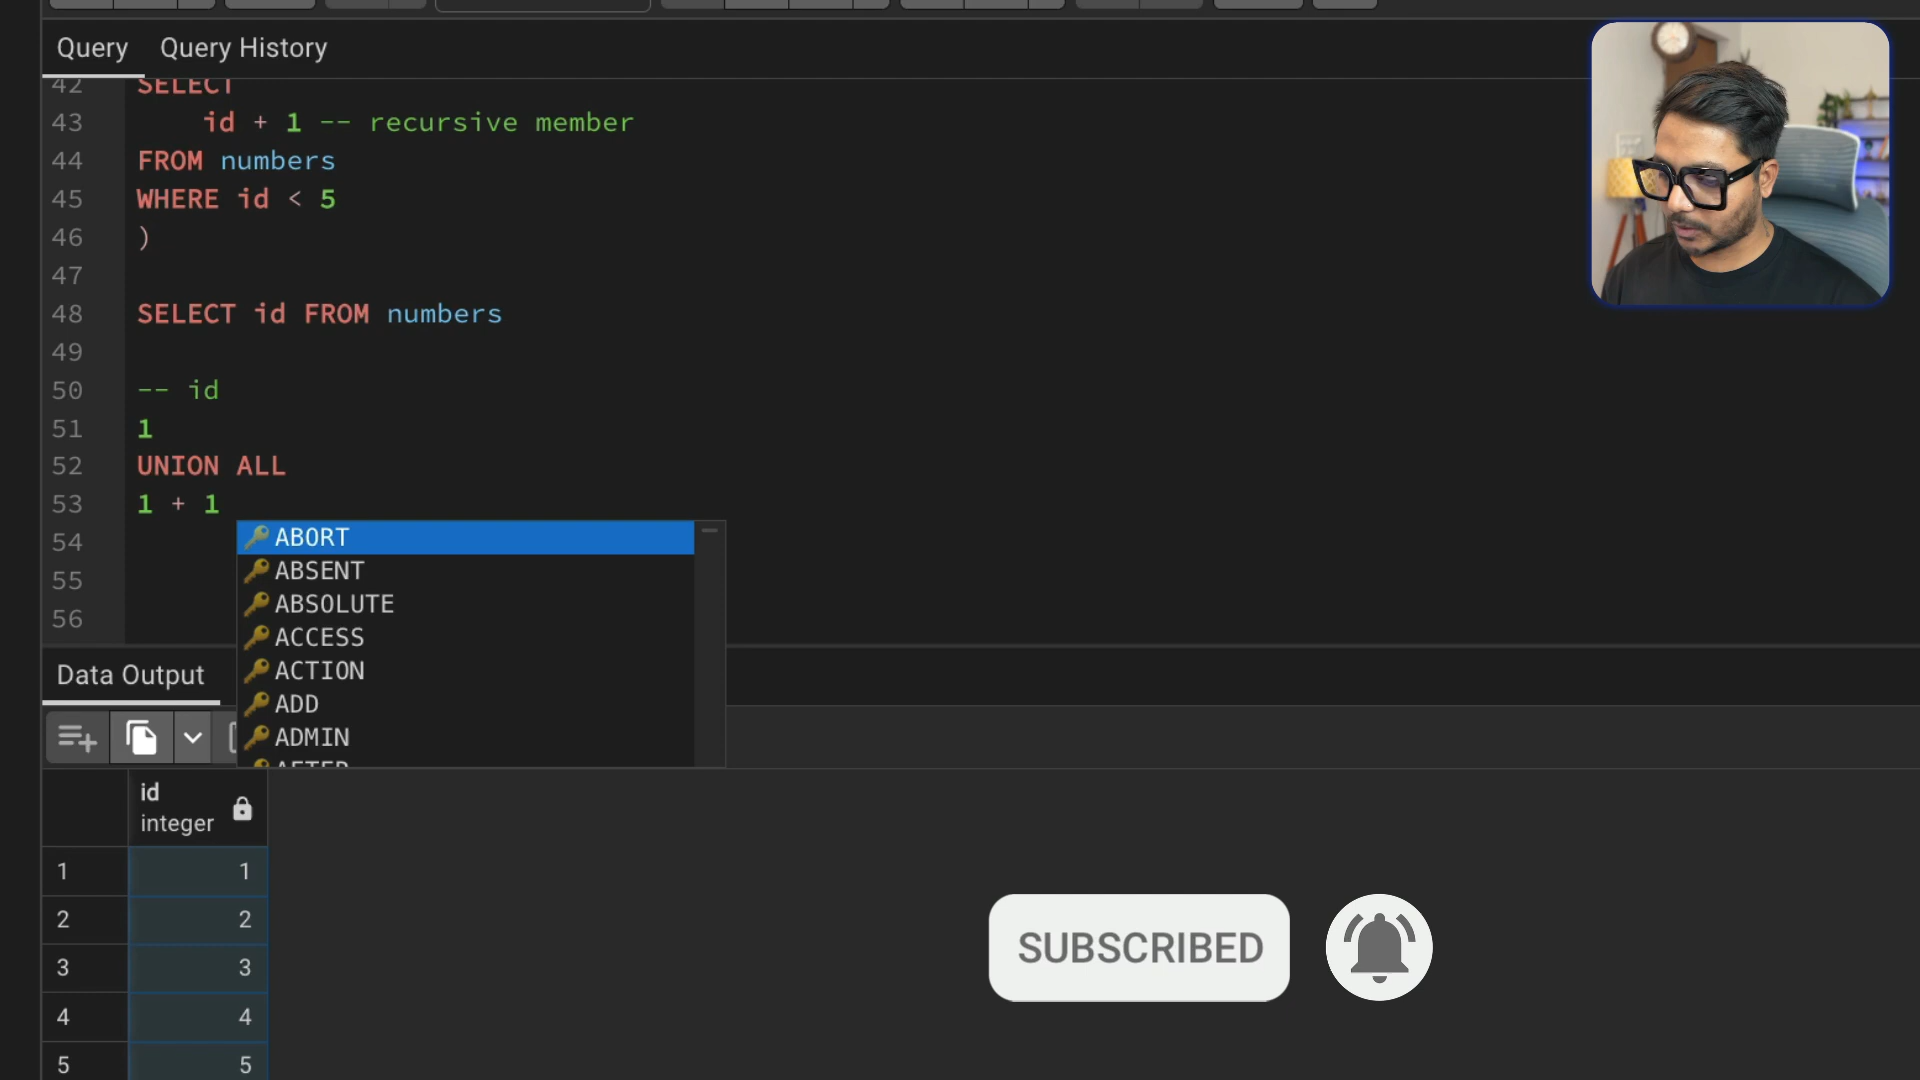 Query Query History
42 SELECT
43 id + 1 -- recursive member
44 FROM numbers
45 WHERE id < 5
46 )
47
48 SELECT id FROM numbers
49
50 -- id
51 1
52 UNION ALL
53 1 + 1
54
55
56
ABORT
ABSENT
ABSOLUTE
ACCESS
ACTION
ADD
ADMIN
AFTER
Data Output
id
integer
1 1
2 2
3 3
4 4
5 5
SUBSCRIBED